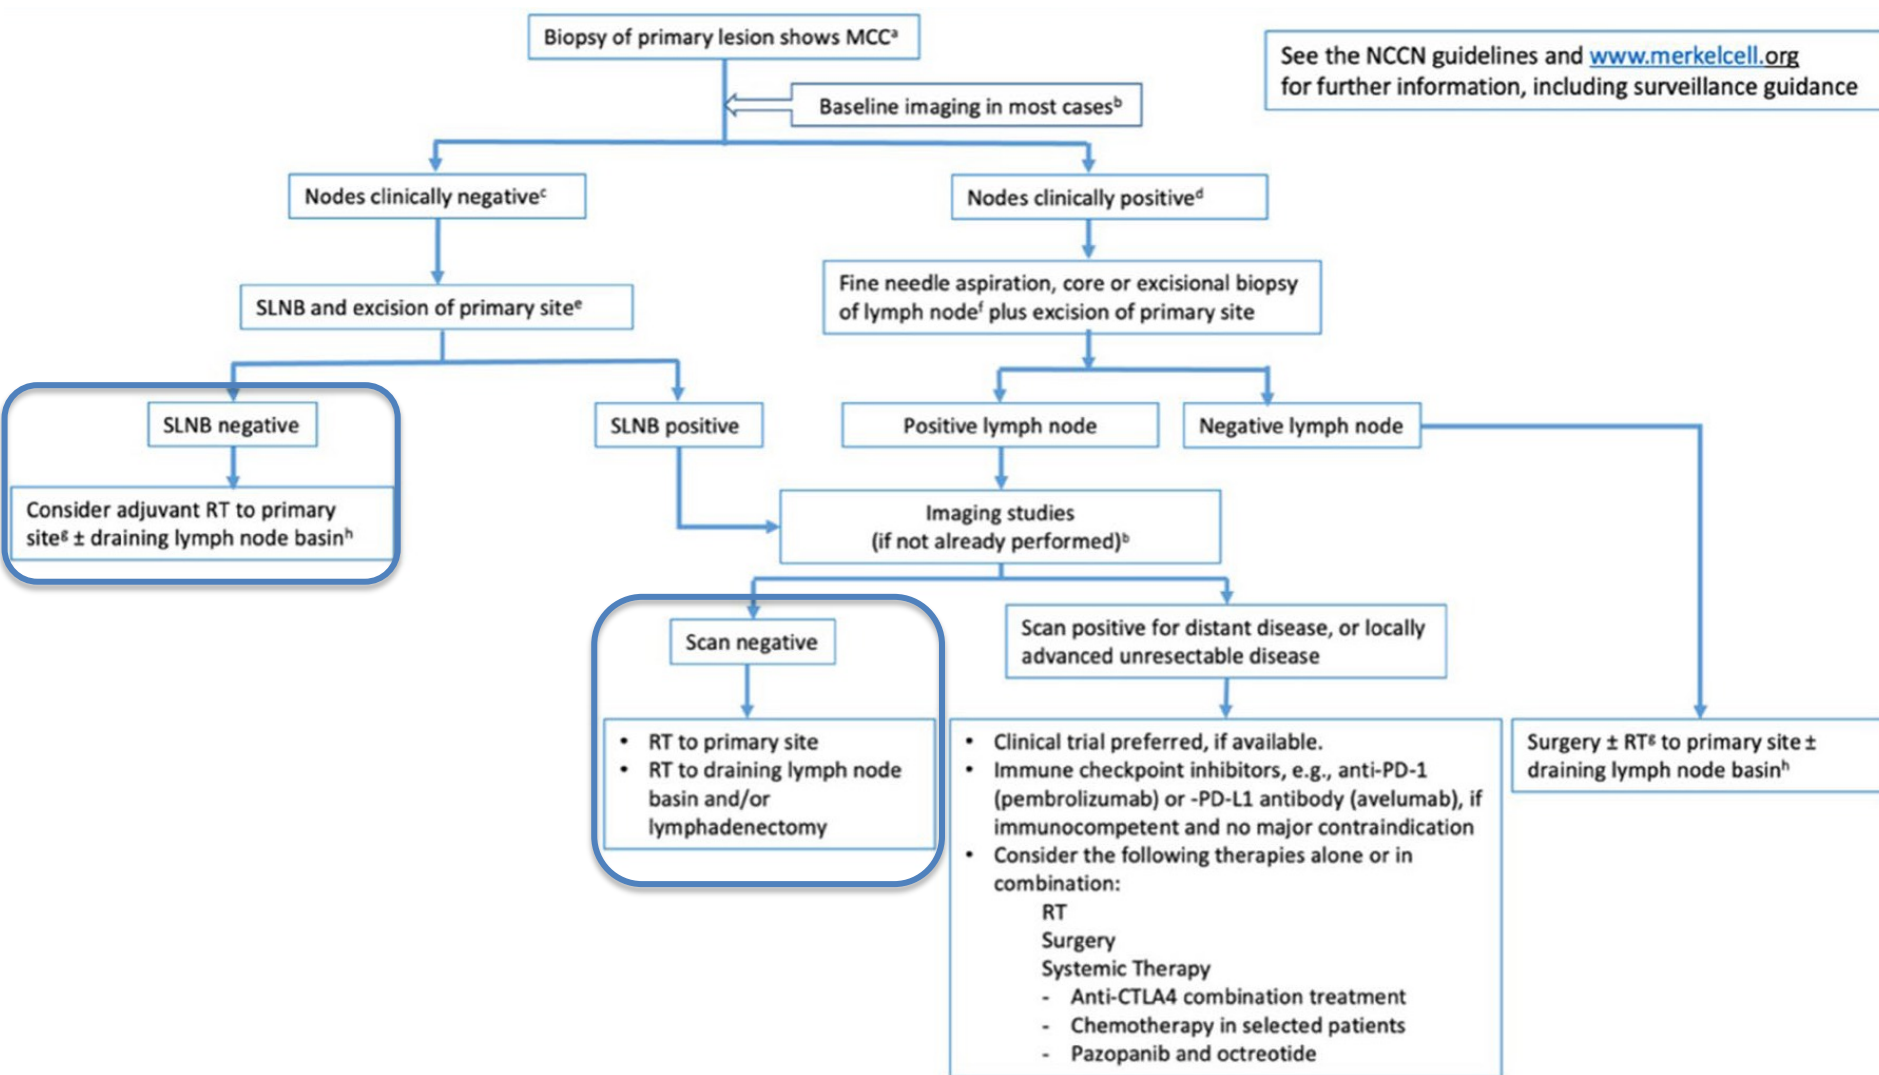 Biopsy of primary lesion shows MCCᵃ
See the NCCN guidelines and www.merkelcell.org
for further information, including surveillance guidance
Baseline imaging in most casesᵇ
Nodes clinically negativeᶜ
Nodes clinically positiveᵈ
SLNB and excision of primary siteᵉ
Fine needle aspiration, core or excisional biopsy
of lymph nodeᶠ plus excision of primary site
SLNB negative
SLNB positive
Positive lymph node
Negative lymph node
Consider adjuvant RT to primary
siteᵍ ± draining lymph node basinʰ
Imaging studies
(if not already performed)ᵇ
Scan negative
Scan positive for distant disease, or locally
advanced unresectable disease
• RT to primary site
• RT to draining lymph node
basin and/or
lymphadenectomy
• Clinical trial preferred, if available.
• Immune checkpoint inhibitors, e.g., anti-PD-1
(pembrolizumab) or -PD-L1 antibody (avelumab), if
immunocompetent and no major contraindication
• Consider the following therapies alone or in
combination:
RT
Surgery
Systemic Therapy
- Anti-CTLA4 combination treatment
- Chemotherapy in selected patients
- Pazopanib and octreotide
Surgery ± RTᵍ to primary site ±
draining lymph node basinʰ